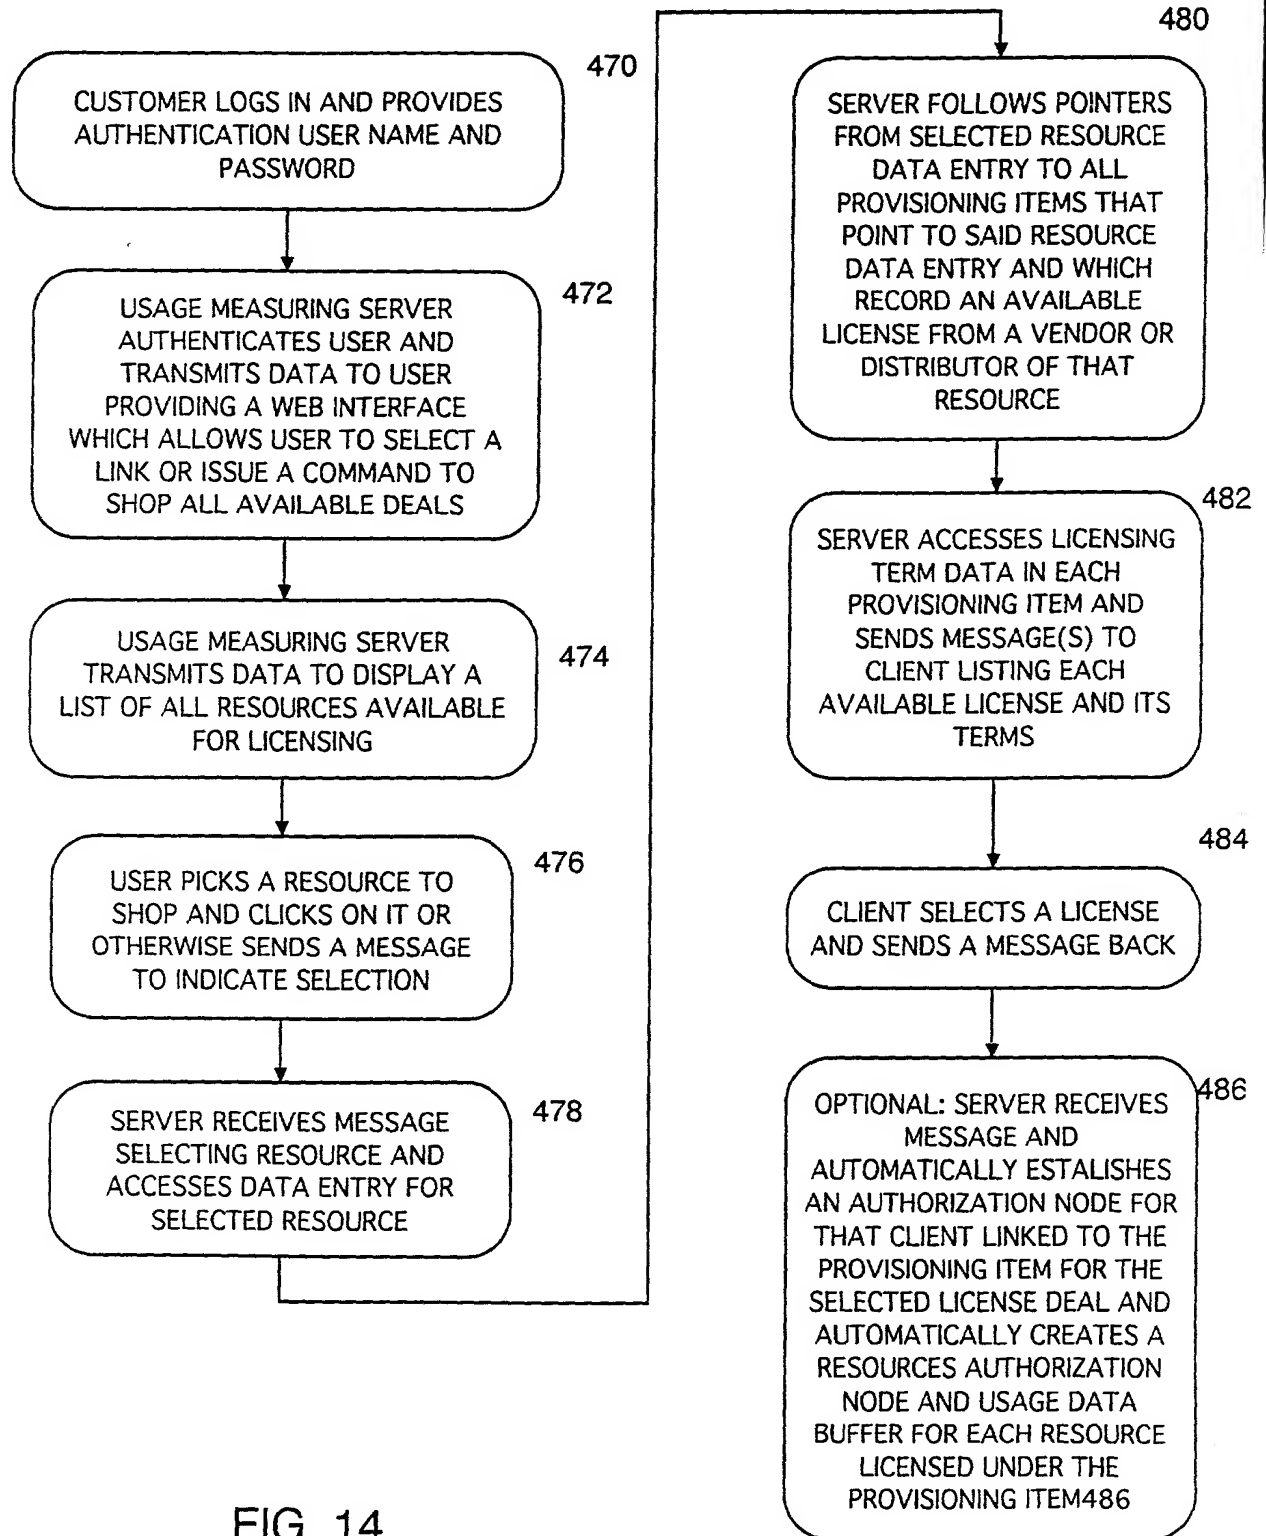 470
CUSTOMER LOGS IN AND PROVIDES
AUTHENTICATION USER NAME AND
PASSWORD
472
USAGE MEASURING SERVER
AUTHENTICATES USER AND
TRANSMITS DATA TO USER
PROVIDING A WEB INTERFACE
WHICH ALLOWS USER TO SELECT A
LINK OR ISSUE A COMMAND TO
SHOP ALL AVAILABLE DEALS
474
USAGE MEASURING SERVER
TRANSMITS DATA TO DISPLAY A
LIST OF ALL RESOURCES AVAILABLE
FOR LICENSING
476
USER PICKS A RESOURCE TO
SHOP AND CLICKS ON IT OR
OTHERWISE SENDS A MESSAGE
TO INDICATE SELECTION
478
SERVER RECEIVES MESSAGE
SELECTING RESOURCE AND
ACCESSES DATA ENTRY FOR
SELECTED RESOURCE
480
SERVER FOLLOWS POINTERS
FROM SELECTED RESOURCE
DATA ENTRY TO ALL
PROVISIONING ITEMS THAT
POINT TO SAID RESOURCE
DATA ENTRY AND WHICH
RECORD AN AVAILABLE
LICENSE FROM A VENDOR OR
DISTRIBUTOR OF THAT
RESOURCE
482
SERVER ACCESSES LICENSING
TERM DATA IN EACH
PROVISIONING ITEM AND
SENDS MESSAGE(S) TO
CLIENT LISTING EACH
AVAILABLE LICENSE AND ITS
TERMS
484
CLIENT SELECTS A LICENSE
AND SENDS A MESSAGE BACK
486
OPTIONAL: SERVER RECEIVES
MESSAGE AND
AUTOMATICALLY ESTALISHES
AN AUTHORIZATION NODE FOR
THAT CLIENT LINKED TO THE
PROVISIONING ITEM FOR THE
SELECTED LICENSE DEAL AND
AUTOMATICALLY CREATES A
RESOURCES AUTHORIZATION
NODE AND USAGE DATA
BUFFER FOR EACH RESOURCE
LICENSED UNDER THE
PROVISIONING ITEM486
FIG. 14